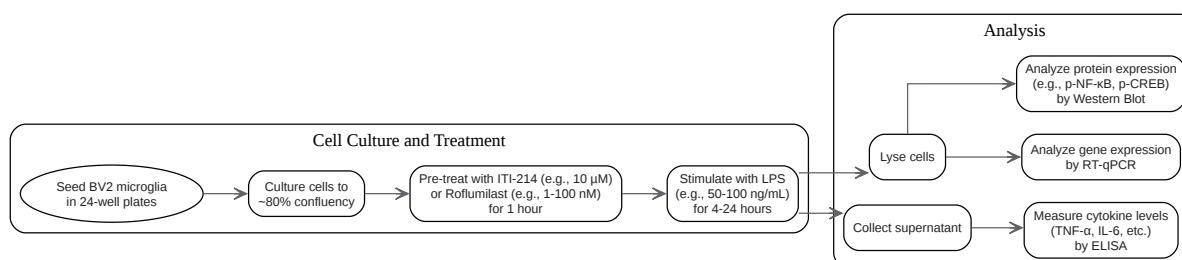 Analysis
Analyze protein expression
(e.g., p-NF-κB, p-CREB)
by Western Blot
Cell Culture and Treatment
Seed BV2 microglia
in 24-well plates
Culture cells to
~80% confluency
Pre-treat with ITI-214 (e.g., 10 µM)
or Roflumilast (e.g., 1-100 nM)
for 1 hour
Stimulate with LPS
(e.g., 50-100 ng/mL)
for 4-24 hours
Lyse cells
Analyze gene expression
by RT-qPCR
Collect supernatant
Measure cytokine levels
(TNF-α, IL-6, etc.)
by ELISA